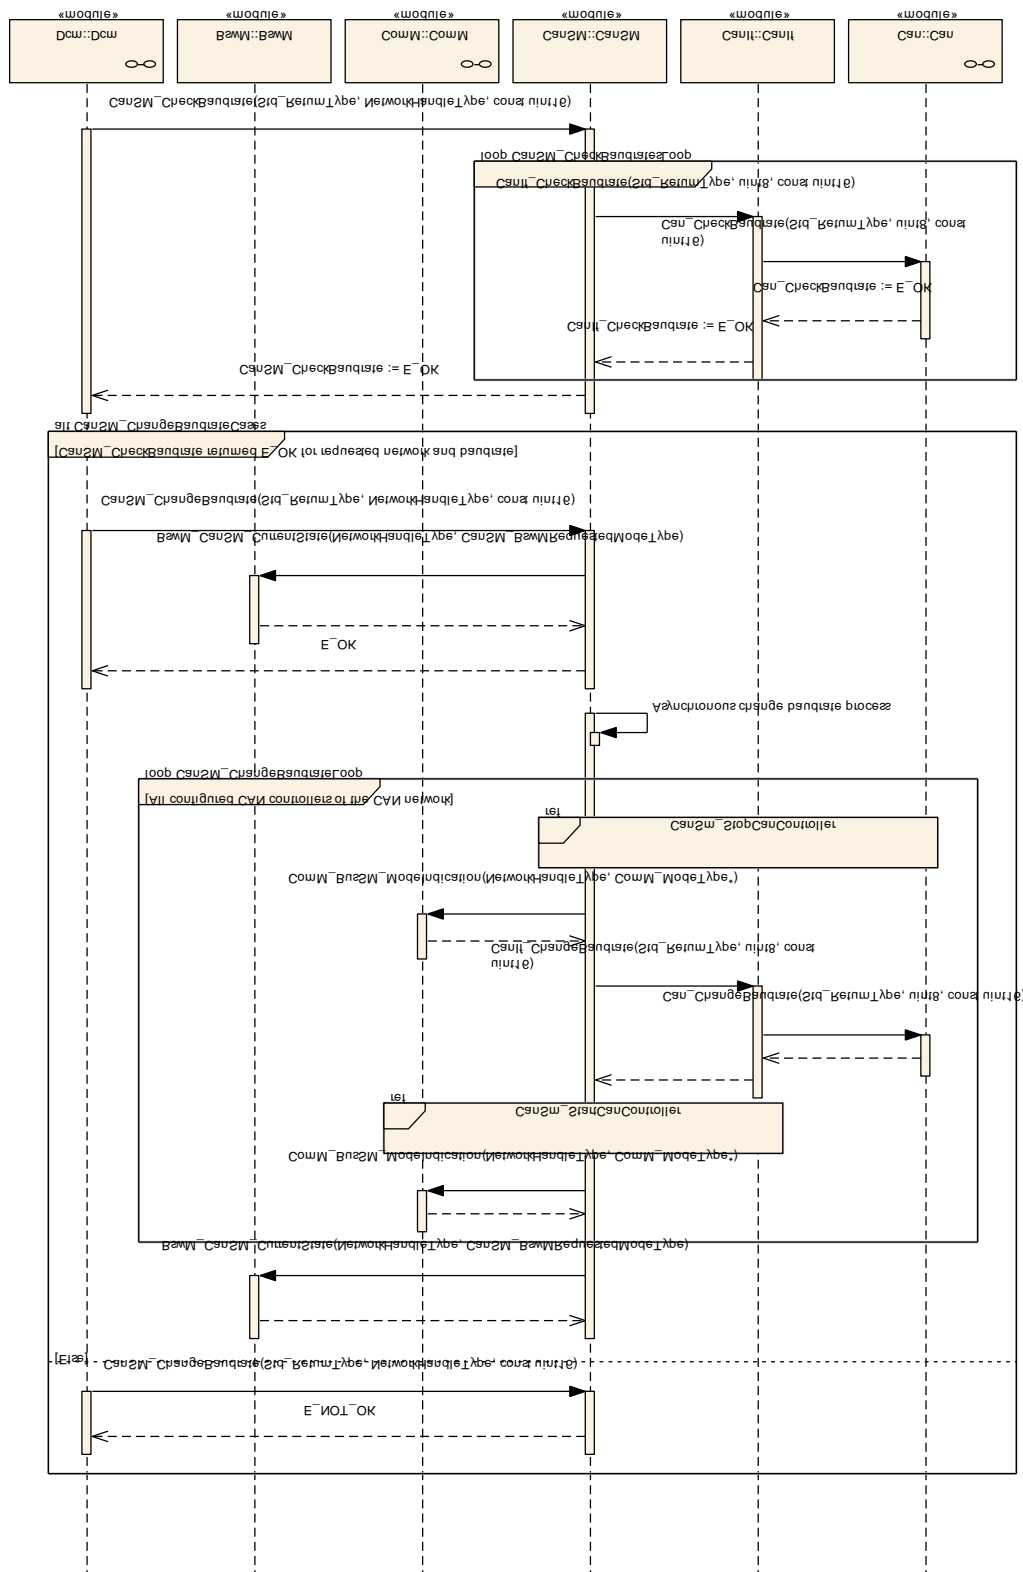 «module» «module» «module» «module» «module» «module»
Dcm::Dcm BswM::BswM ComM::ComM CanSM::CanSM CanIf::CanIf Can::Can
CanSM_CheckBaudrate(Std_ReturnType, NetworkHandleType, const uint16)
loop CanSM_CheckBaudratesLoop
CanIf_CheckBaudrate(Std_ReturnType, uint8, const uint16)
Can_CheckBaudrate(Std_ReturnType, uint8, const
uint16)
Can_CheckBaudrate := E_OK
CanIf_CheckBaudrate := E_OK
CanSM_CheckBaudrate := E_OK
alt CanSM_ChangeBaudrateCases
[CanSM_CheckBaudrate returned E_OK for requested network and baudrate]
CanSM_ChangeBaudrate(Std_ReturnType, NetworkHandleType, const uint16)
BswM_CanSM_CurrentState(NetworkHandleType, CanSM_BswMRequestedModeType)
E_OK
Asynchronous change baudrate process
loop CanSM_ChangeBaudrateLoop
[All configured CAN controllers of the CAN network]
ref
CanSm_StopCanController
ComM_BusSM_ModeIndication(NetworkHandleType, ComM_ModeType*)
CanIf_ChangeBaudrate(Std_ReturnType, uint8, const
uint16)
Can_ChangeBaudrate(Std_ReturnType, uint8, const uint16)
ref
CanSm_StartCanController
ComM_BusSM_ModeIndication(NetworkHandleType, ComM_ModeType*)
BswM_CanSM_CurrentState(NetworkHandleType, CanSM_BswMRequestedModeType)
[Else]
CanSM_ChangeBaudrate(Std_ReturnType, NetworkHandleType, const uint16)
E_NOT_OK